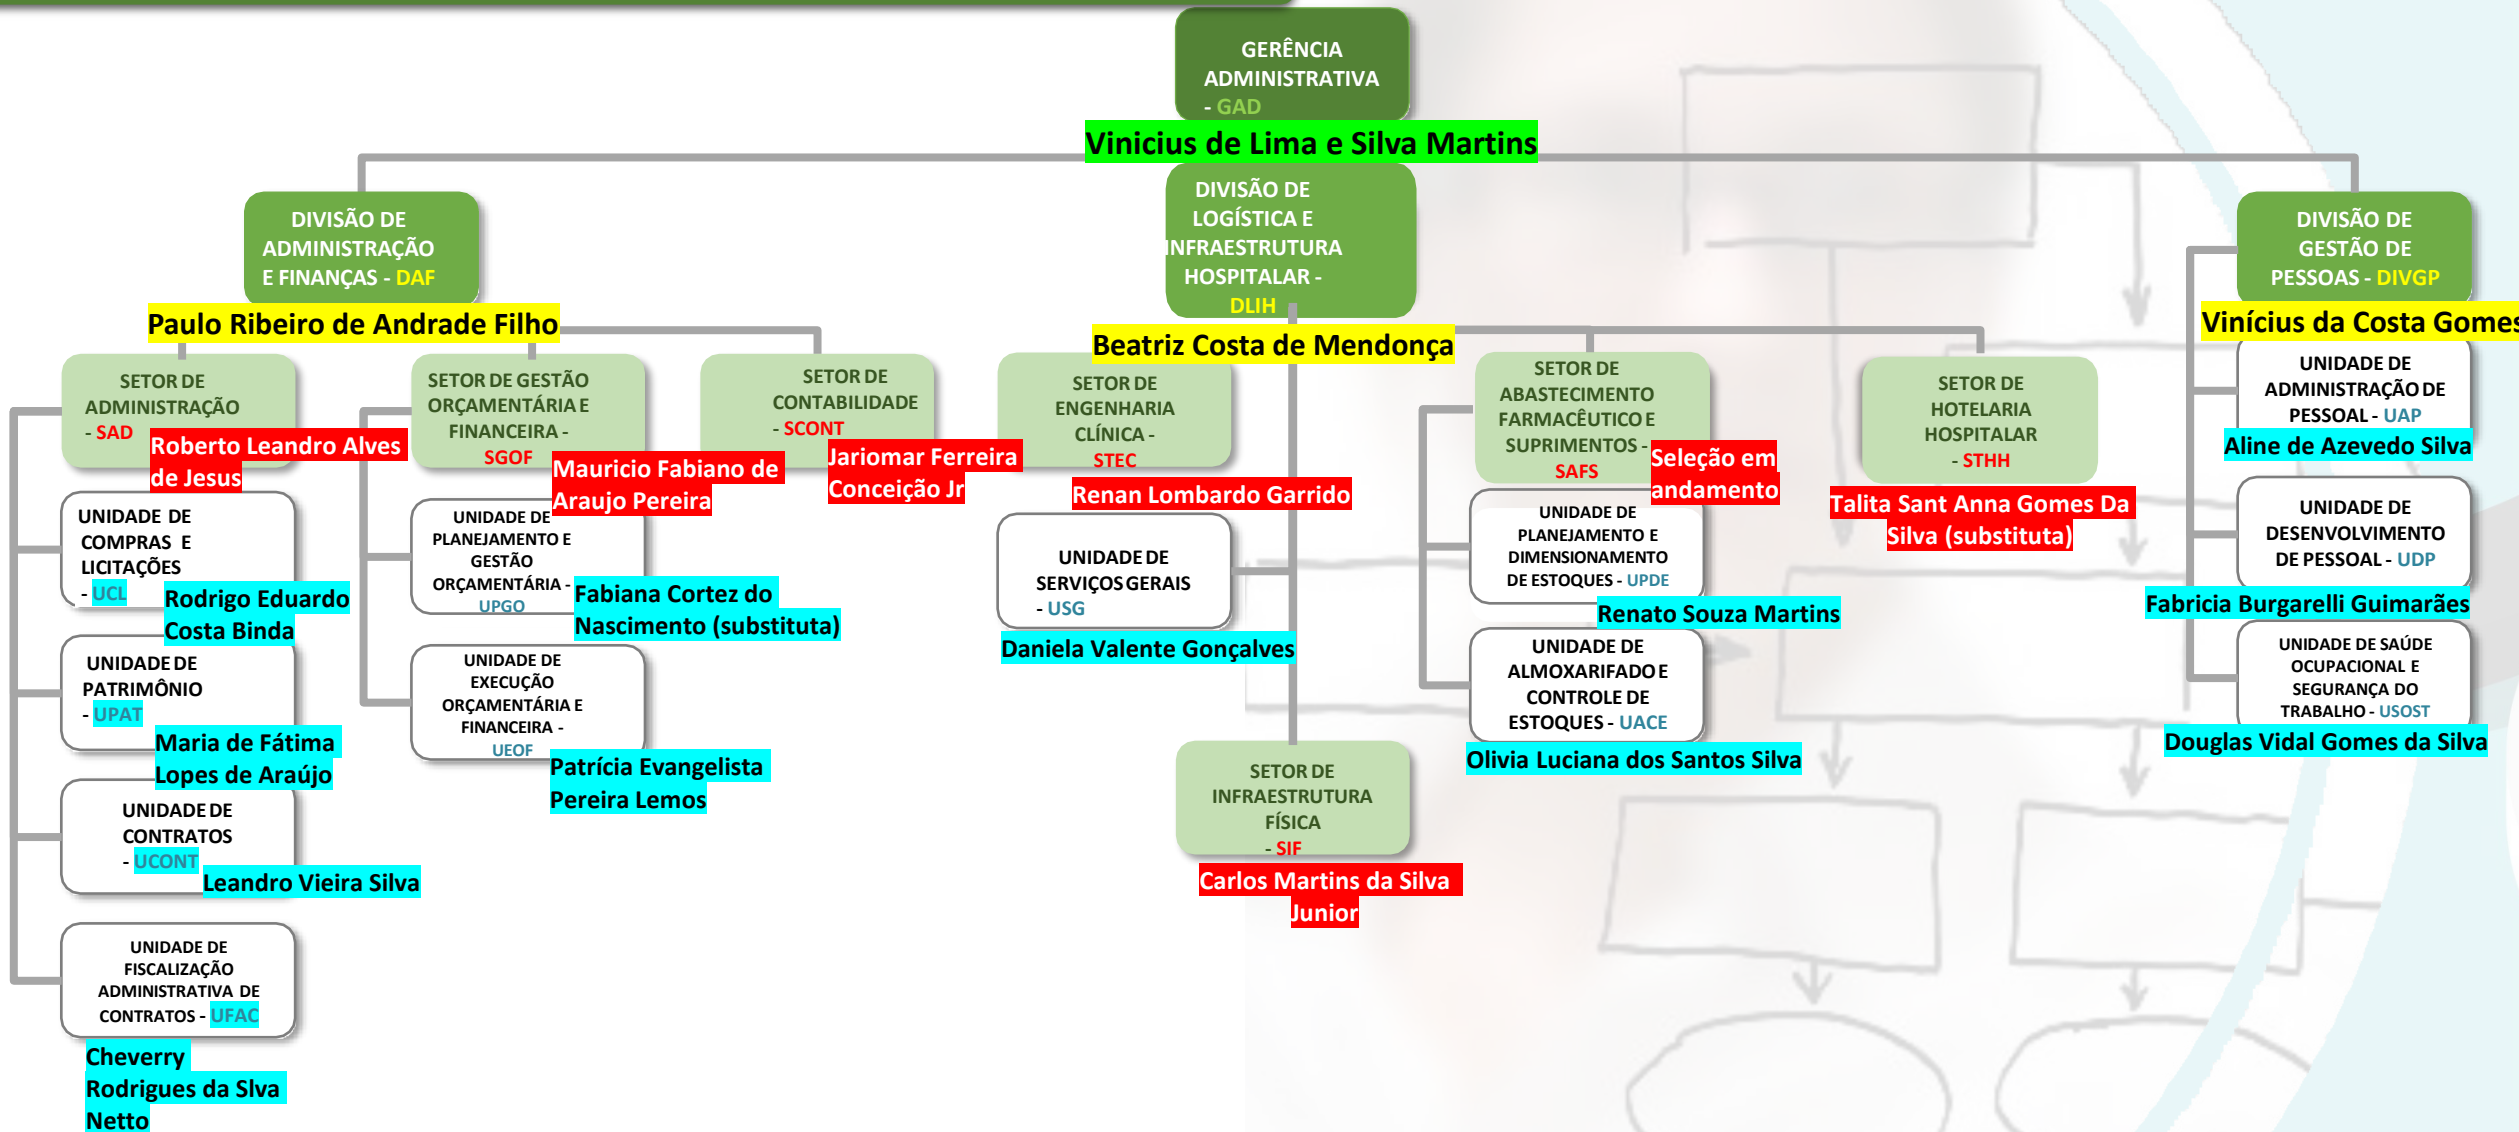 GERÊNCIA
ADMINISTRATIVA
- GAD
Vinicius de Lima e Silva Martins
DIVISÃO DE
ADMINISTRAÇÃO
E FINANÇAS - DAF
Paulo Ribeiro de Andrade Filho
DIVISÃO DE
LOGÍSTICA E
INFRAESTRUTURA
HOSPITALAR -
DLIH
Beatriz Costa de Mendonça
DIVISÃO DE
GESTÃO DE
PESSOAS - DIVGP
Vinícius da Costa Gomes
SETOR DE
ADMINISTRAÇÃO
- SAD
Roberto Leandro Alves
de Jesus
UNIDADE DE
COMPRAS E
LICITAÇÕES
- UCL
Rodrigo Eduardo
Costa Binda
UNIDADE DE
PATRIMÔNIO
- UPAT
Maria de Fátima
Lopes de Araújo
UNIDADE DE
CONTRATOS
- UCONT
Leandro Vieira Silva
UNIDADE DE
FISCALIZAÇÃO
ADMINISTRATIVA DE
CONTRATOS - UFAC
Cheverry
Rodrigues da Slva
Netto
SETOR DE GESTÃO
ORÇAMENTÁRIA E
FINANCEIRA -
SGOF
Mauricio Fabiano de
Araujo Pereira
UNIDADE DE
PLANEJAMENTO E
GESTÃO
ORÇAMENTÁRIA -
UPGO
Fabiana Cortez do
Nascimento (substituta)
UNIDADE DE
EXECUÇÃO
ORÇAMENTÁRIA E
FINANCEIRA -
UEOF
Patrícia Evangelista
Pereira Lemos
SETOR DE
CONTABILIDADE
- SCONT
Jariomar Ferreira
Conceição Jr
SETOR DE
ENGENHARIA
CLÍNICA -
STEC
Renan Lombardo Garrido
UNIDADE DE
SERVIÇOS GERAIS
- USG
Daniela Valente Gonçalves
SETOR DE
INFRAESTRUTURA
FÍSICA
- SIF
Carlos Martins da Silva
Junior
SETOR DE
ABASTECIMENTO
FARMACÊUTICO E
SUPRIMENTOS -
SAFS
Seleção em
andamento
UNIDADE DE
PLANEJAMENTO E
DIMENSIONAMENTO
DE ESTOQUES - UPDE
Renato Souza Martins
UNIDADE DE
ALMOXARIFADO E
CONTROLE DE
ESTOQUES - UACE
Olivia Luciana dos Santos Silva
SETOR DE
HOTELARIA
HOSPITALAR
- STHH
Talita Sant Anna Gomes Da
Silva (substituta)
UNIDADE DE
ADMINISTRAÇÃO DE
PESSOAL - UAP
Aline de Azevedo Silva
UNIDADE DE
DESENVOLVIMENTO
DE PESSOAL - UDP
Fabricia Burgarelli Guimarães
UNIDADE DE SAÚDE
OCUPACIONAL E
SEGURANÇA DO
TRABALHO - USOST
Douglas Vidal Gomes da Silva